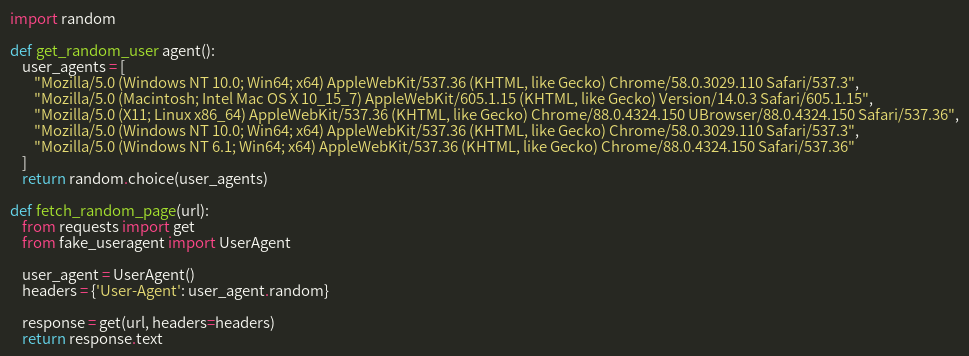 import random
def get_random_user agent():
user_agents = [
"Mozilla/5.0 (Windows NT 10.0; Win64; x64) AppleWebKit/537.36 (KHTML, like Gecko) Chrome/58.0.3029.110 Safari/537.3",
"Mozilla/5.0 (Macintosh; Intel Mac OS X 10_15_7) AppleWebKit/605.1.15 (KHTML, like Gecko) Version/14.0.3 Safari/605.1.15",
"Mozilla/5.0 (X11; Linux x86_64) AppleWebKit/537.36 (KHTML, like Gecko) Chrome/88.0.4324.150 UBrowser/88.0.4324.150 Safari/537.36",
"Mozilla/5.0 (Windows NT 10.0; Win64; x64) AppleWebKit/537.36 (KHTML, like Gecko) Chrome/58.0.3029.110 Safari/537.3",
"Mozilla/5.0 (Windows NT 6.1; Win64; x64) AppleWebKit/537.36 (KHTML, like Gecko) Chrome/88.0.4324.150 Safari/537.36"
]
return random.choice(user_agents)
def fetch_random_page(url):
from requests import get
from fake_useragent import UserAgent
user_agent = UserAgent()
headers = {'User-Agent': user_agent.random}
response = get(url, headers=headers)
return response.text